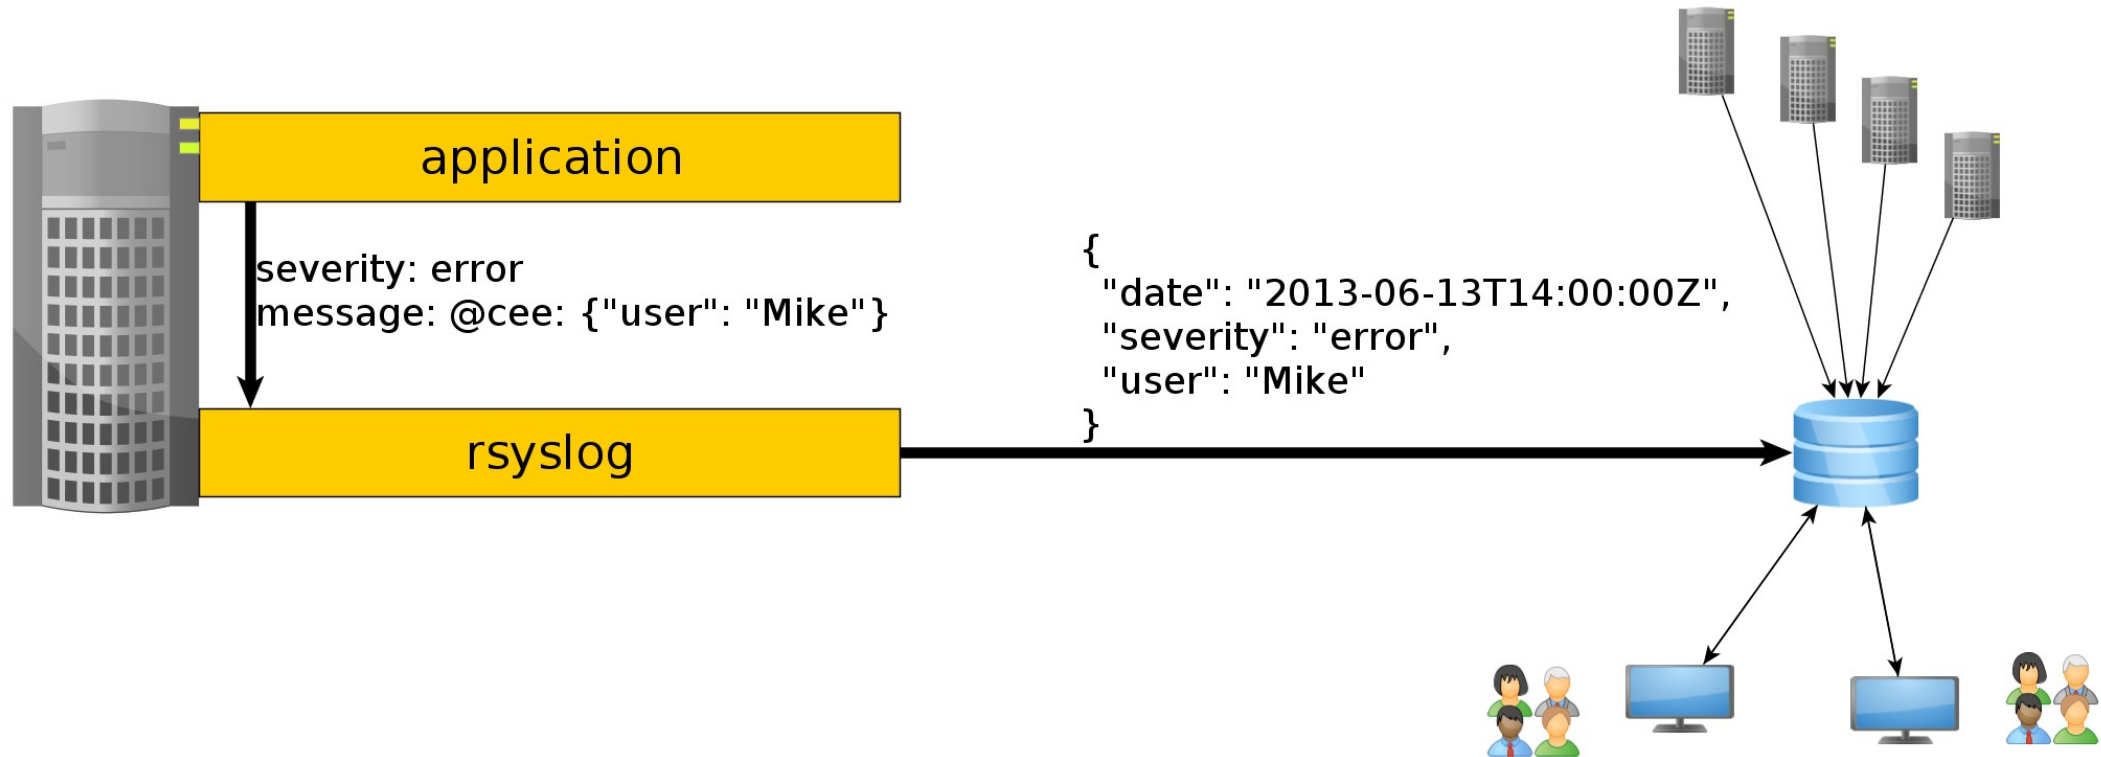 application
severity: error
message: @cee: {"user": "Mike"}
rsyslog
{
"date": "2013-06-13T14:00:00Z",
"severity": "error",
"user": "Mike"
}